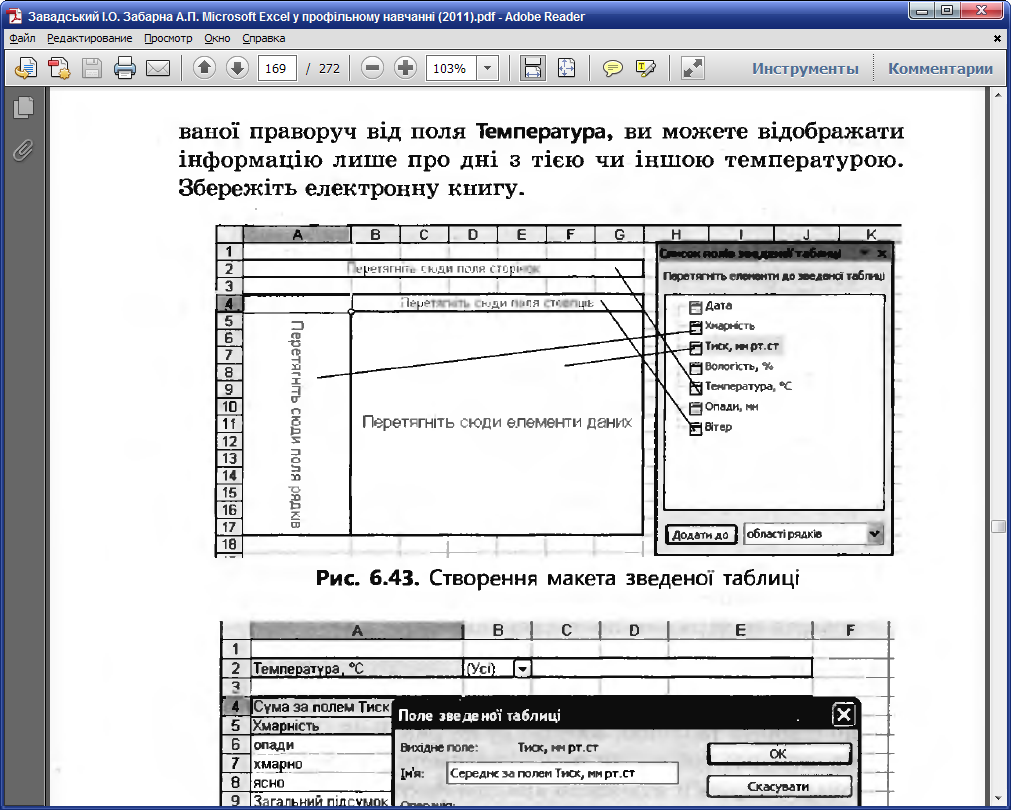 Завадський І.О. Забарна А.П. Microsoft Excel у профільному навчанні (2011).pdf - Adobe Reader
Файл Редактирование Просмотр Окно Справка
169 / 272 103% Инструменты Комментарии
ваної праворуч від поля Температура, ви можете відображати
інформацію лише про дні з тією чи іншою температурою.
Збережіть електронну книгу.
A B C D E F G H I J K
1
2
3
4
5
6
7
8
9
10
11
12
13
14
15
16
17
18
Перетягніть сюди поля сторінок
Перетягніть сюди поля стовпців
Перетягніть сюди поля рядків
Перетягніть сюди елементи даних
Список полів зведеної таблиці
Перетягніть елементи до зведеної таблиці
Дата
Хмарність
Тиск, мм рт.ст
Вологість, %
Температура, °C
Опади, мм
Вітер
Додати до області рядків
Рис. 6.43. Створення макета зведеної таблиці
A B C D E F
1
2 Температура, °C (Усі)
3
4 Сума за полем Тиск
5 Хмарність
6 опади
7 хмарно
8 ясно
9 Загальний підсумок
Поле зведеної таблиці
Вихідне поле: Тиск, мм рт.ст
Ім'я: Середнє за полем Тиск, мм рт.ст
OK
Скасувати